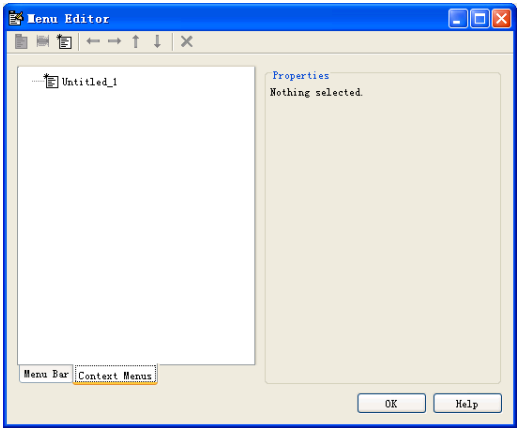 Menu Editor
Untitled_1
Properties
Nothing selected.
Menu Bar
Context Menus
OK
Help